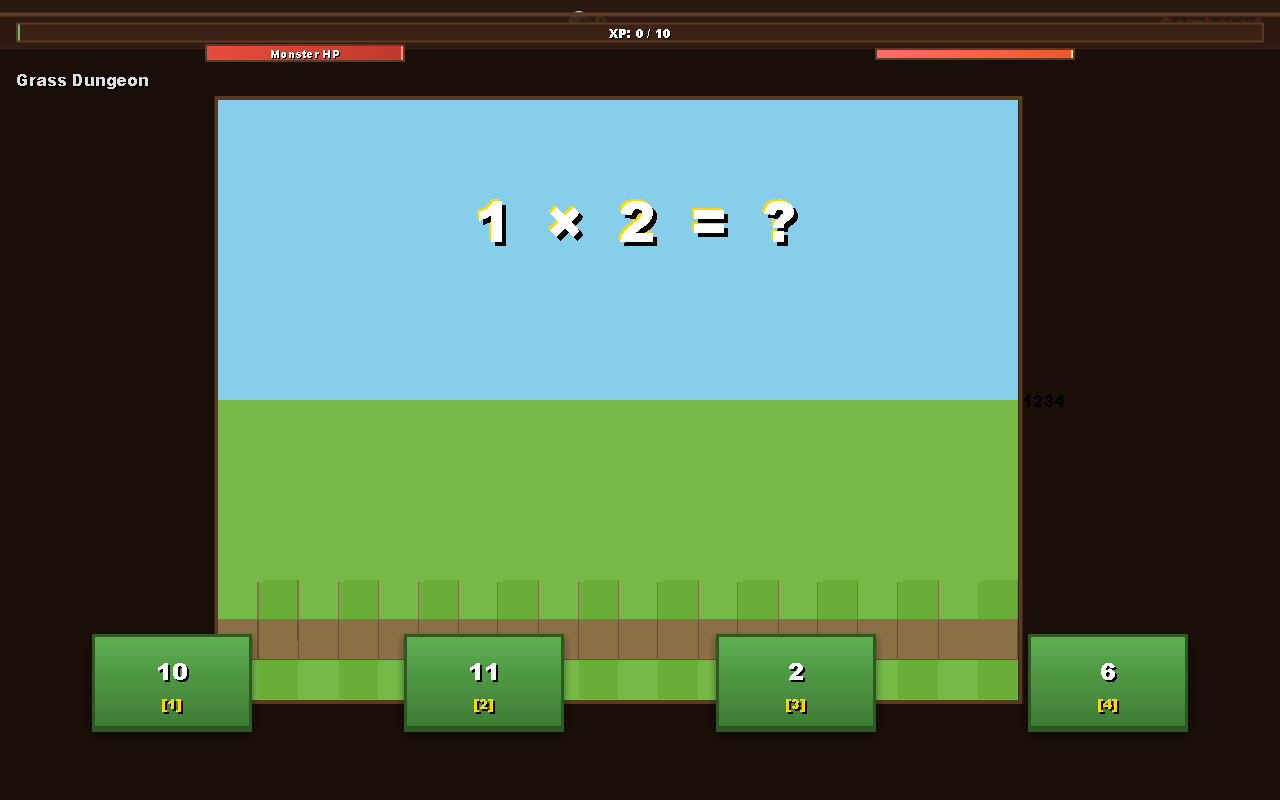 XP: 0 / 10
Monster HP
Grass Dungeon
1 × 2 = ?
1234
10
[1]
11
[2]
2
[3]
6
[4]